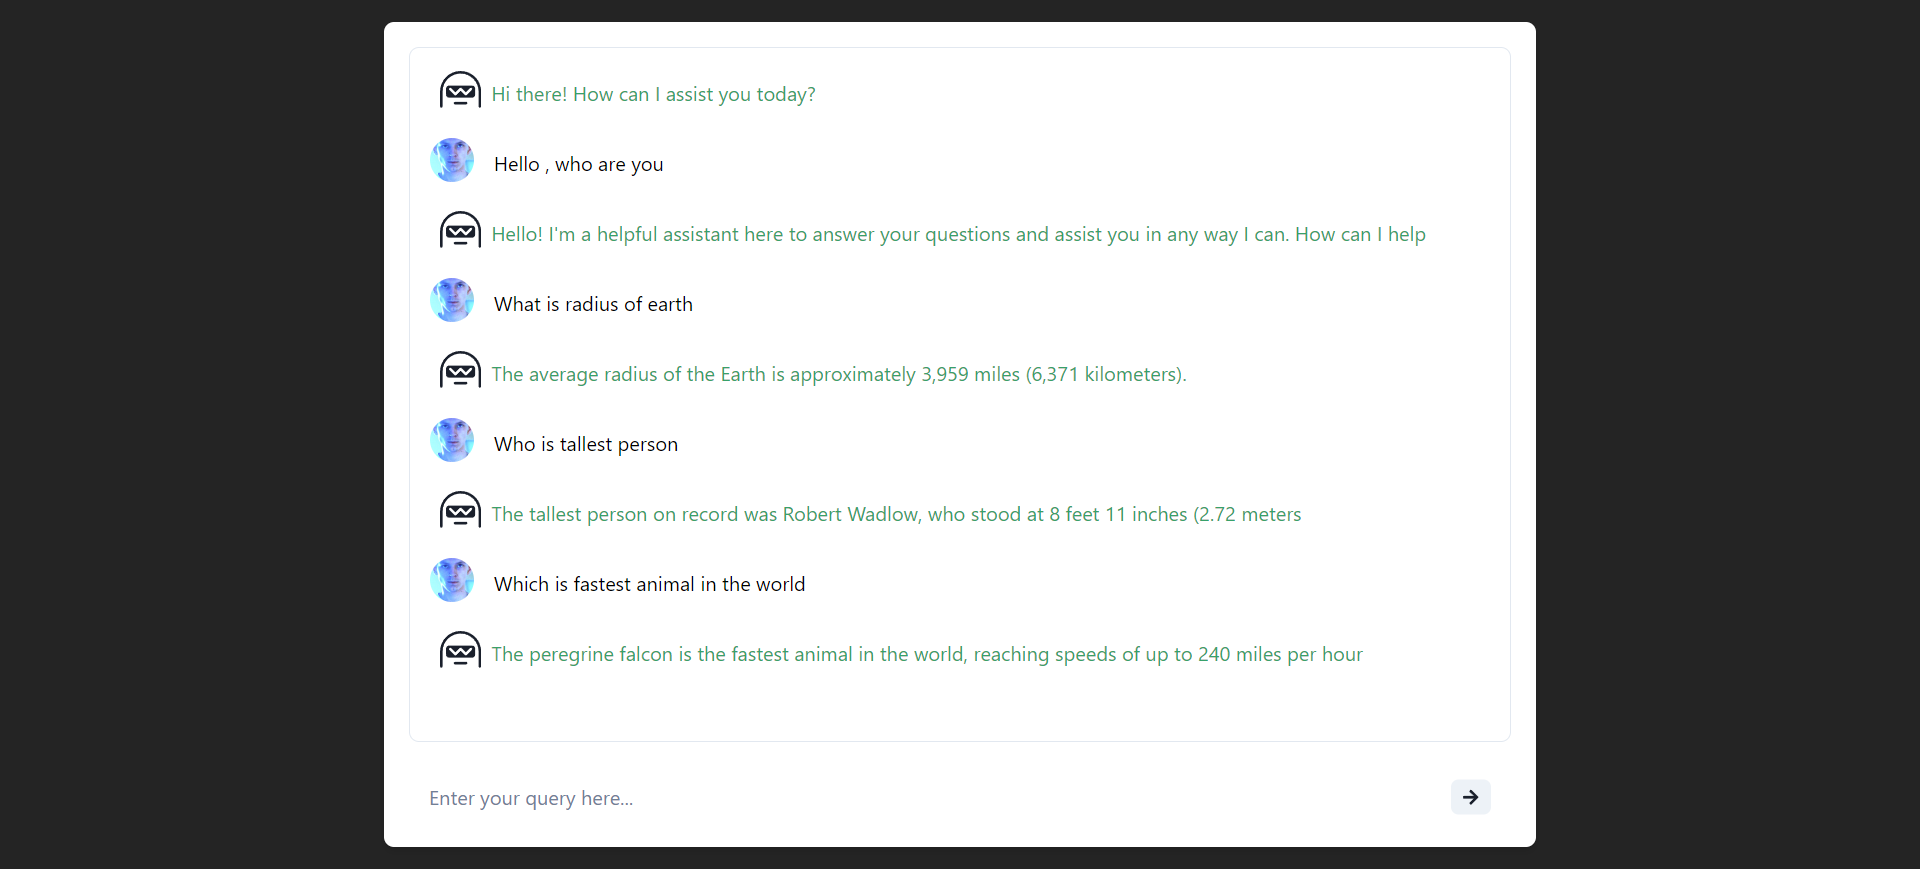 Hi there! How can I assist you today?
Hello , who are you
Hello! I'm a helpful assistant here to answer your questions and assist you in any way I can. How can I help
What is radius of earth
The average radius of the Earth is approximately 3,959 miles (6,371 kilometers).
Who is tallest person
The tallest person on record was Robert Wadlow, who stood at 8 feet 11 inches (2.72 meters
Which is fastest animal in the world
The peregrine falcon is the fastest animal in the world, reaching speeds of up to 240 miles per hour
Enter your query here...